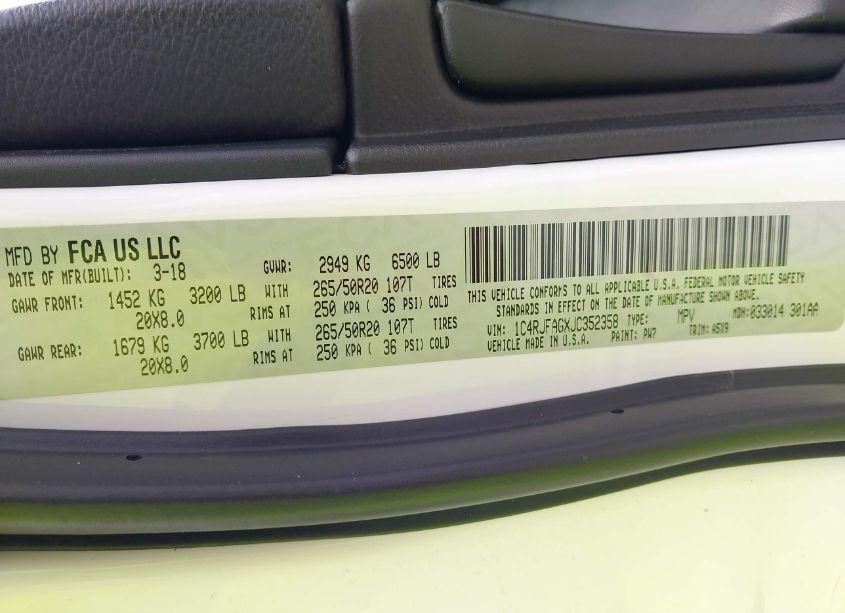 MFD BY FCA US LLC
DATE OF MFR(BUILT): 3-18 GVWR: 2949 KG 6500 LB
GAWR FRONT: 1452 KG 3200 LB WITH 265/50R20 107T TIRES
20X8.0 RIMS AT 250 KPA ( 36 PSI) COLD
GAWR REAR: 1679 KG 3700 LB WITH 265/50R20 107T TIRES
20X8.0 RIMS AT 250 KPA ( 36 PSI) COLD
THIS VEHICLE CONFORMS TO ALL APPLICABLE U.S.A. FEDERAL MOTOR VEHICLE SAFETY
STANDARDS IN EFFECT ON THE DATE OF MANUFACTURE SHOWN ABOVE.
VIN: 1C4RJFAGXJC352358 TYPE: MPV MDH:033014 301AA
VEHICLE MADE IN U.S.A. PAINT: PW7 TRIM: A5X9